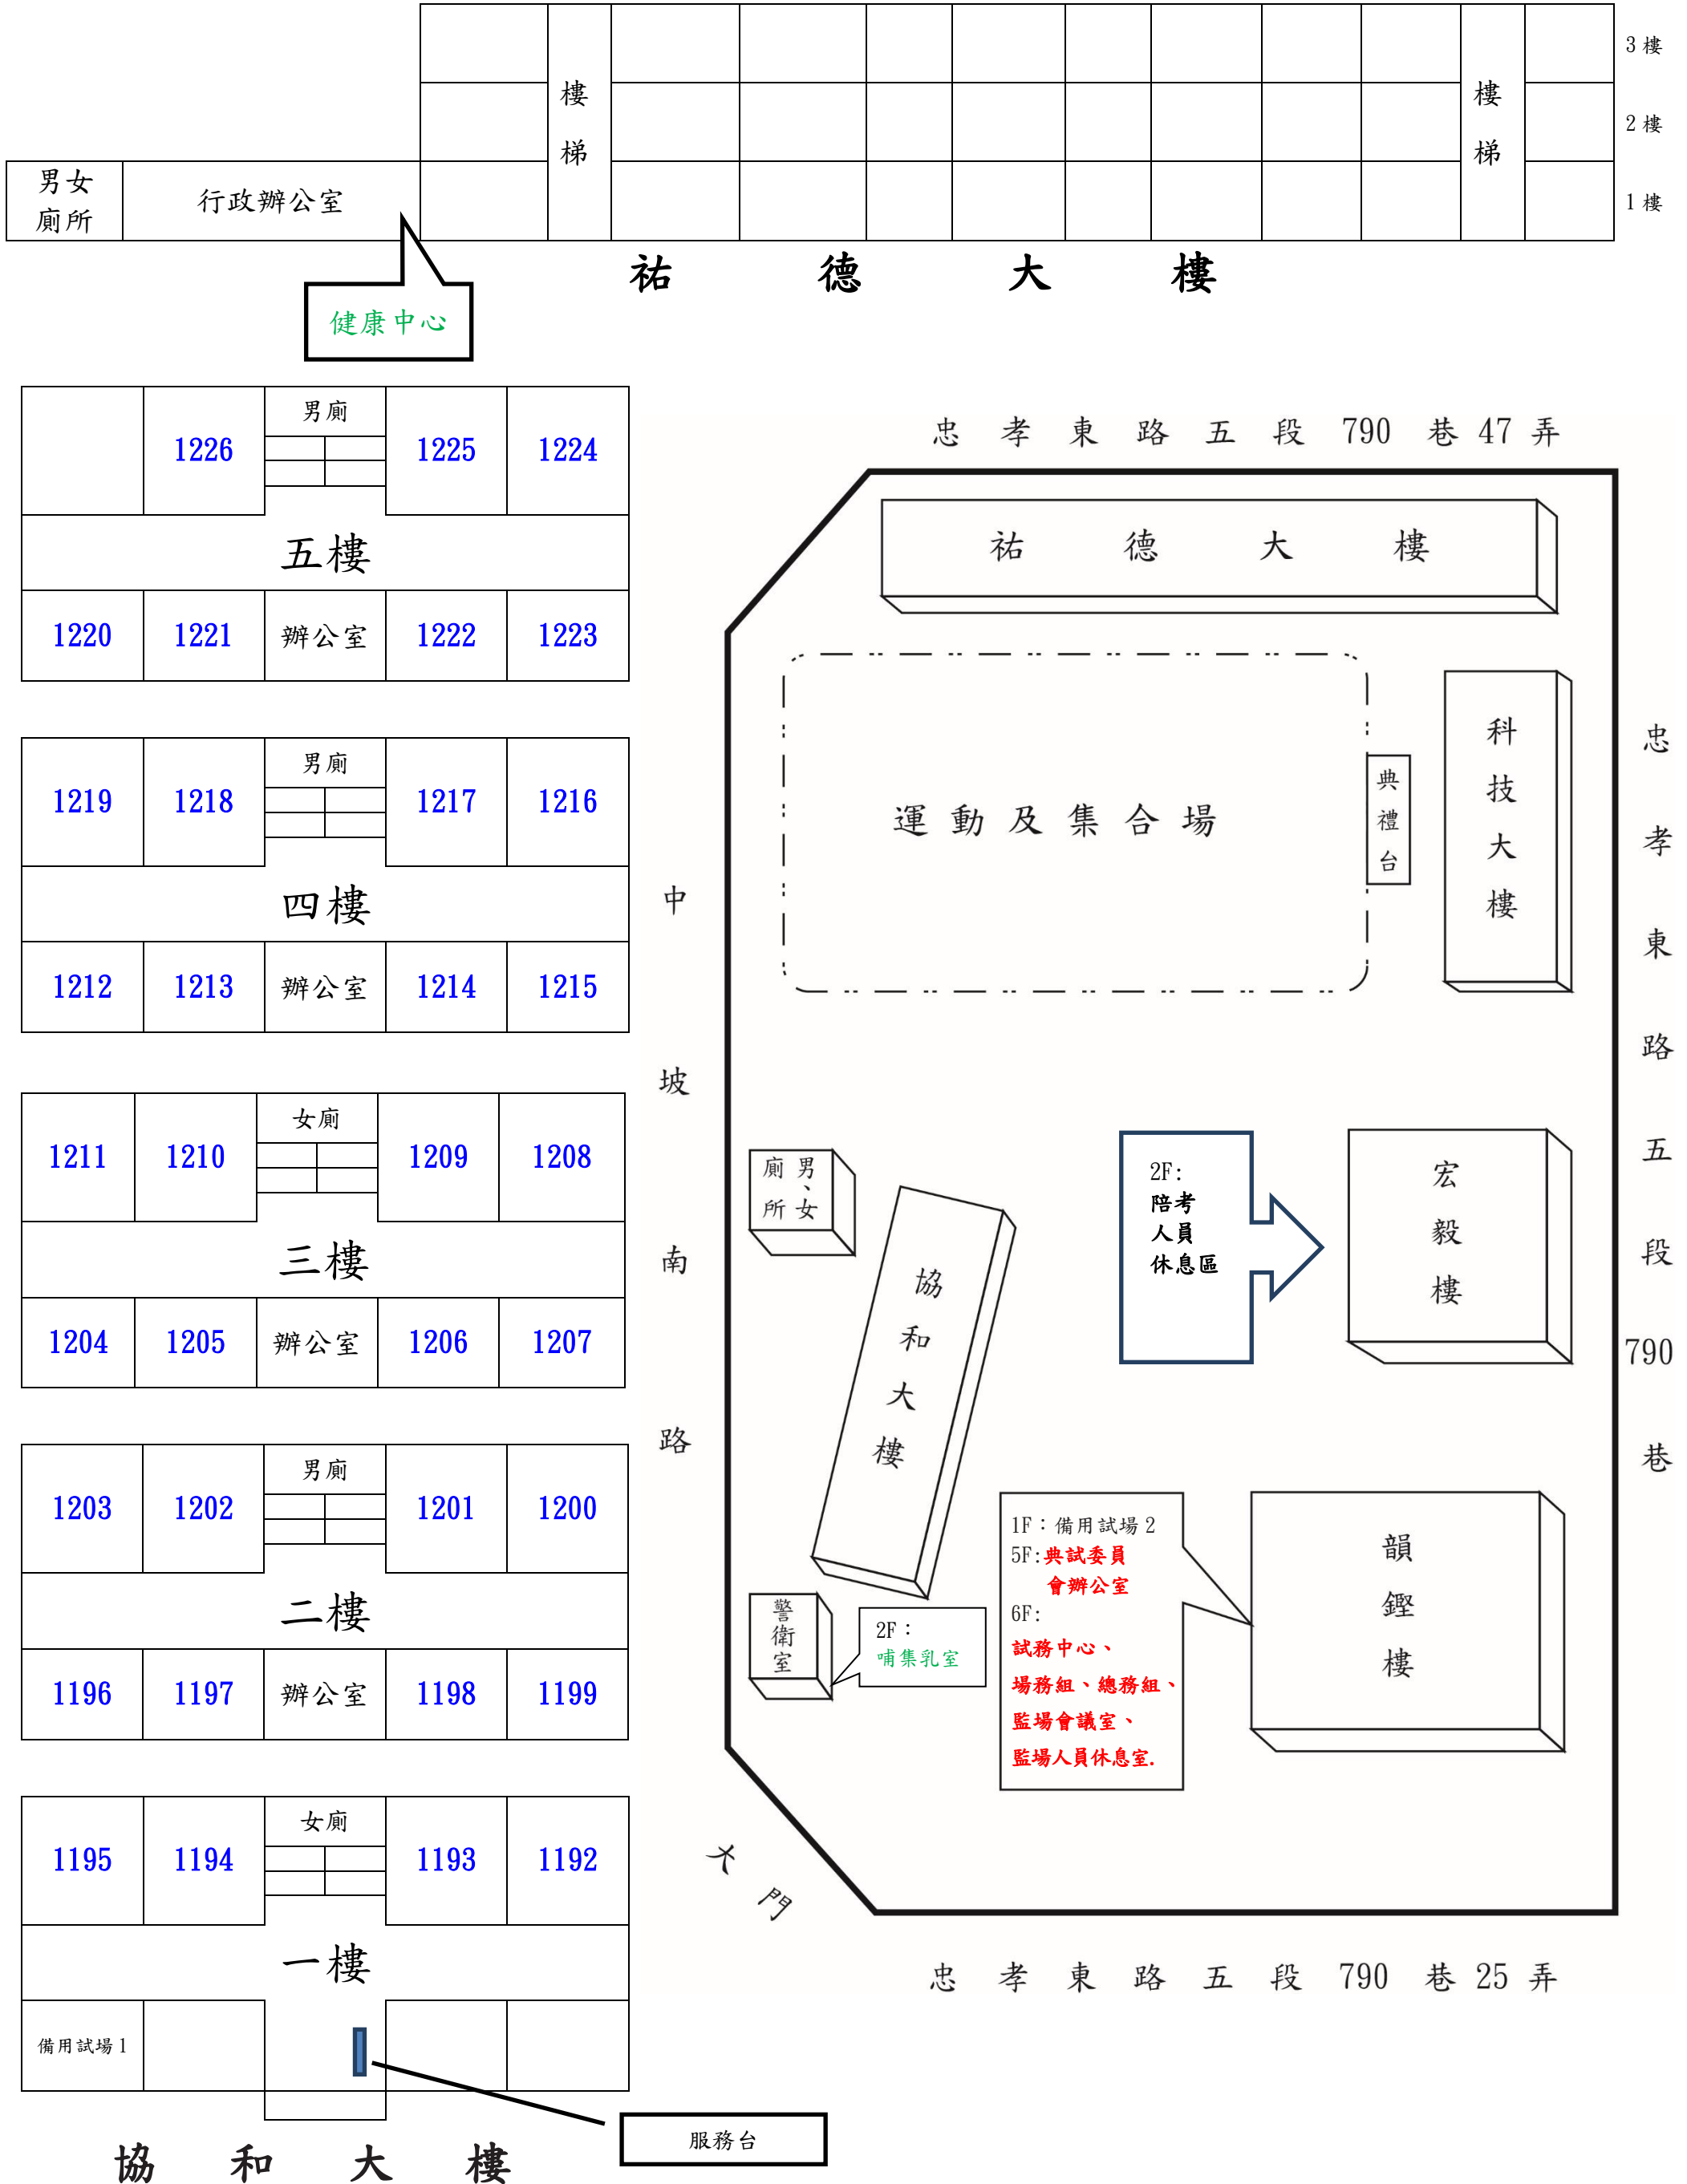 3樓
樓梯
樓梯
2樓
男女
廁所
行政辦公室
1樓
祐德大樓
健康中心
男廁
1226
1225
1224
五樓
1220
1221
辦公室
1222
1223
男廁
1219
1218
1217
1216
四樓
1212
1213
辦公室
1214
1215
女廁
1211
1210
1209
1208
三樓
1204
1205
辦公室
1206
1207
男廁
1203
1202
1201
1200
二樓
1196
1197
辦公室
1198
1199
女廁
1195
1194
1193
1192
一樓
備用試場1
服務台
協和大樓
忠孝東路五段790巷47弄
祐德大樓
科技大樓
運動及集合場
典禮台
中坡南路
忠孝東路五段790巷
男、女
廁所
協和大樓
2F:
陪考
人員
休息區
宏毅樓
警衛室
2F：
哺集乳室
1F：備用試場2
5F:典試委員
會辦公室
6F:
試務中心、
場務組、總務組、
監場會議室、
監場人員休息室.
韻鏗樓
大門
忠孝東路五段790巷25弄